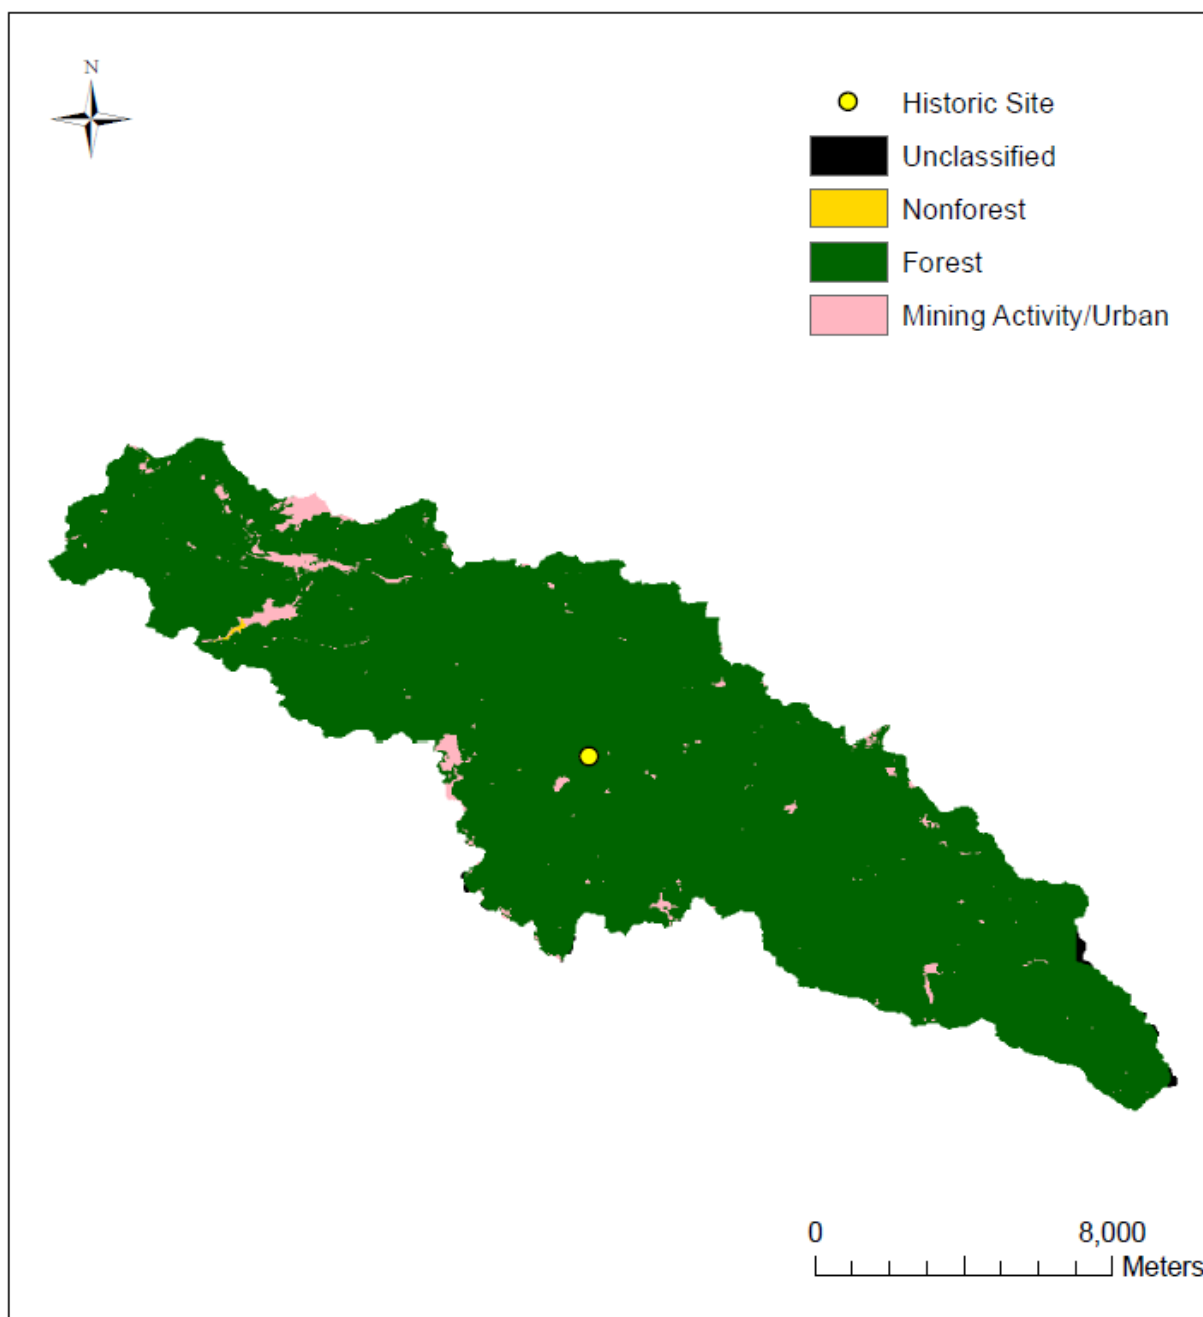 N
Historic Site
Unclassified
Nonforest
Forest
Mining Activity/Urban
0 8,000
Meters